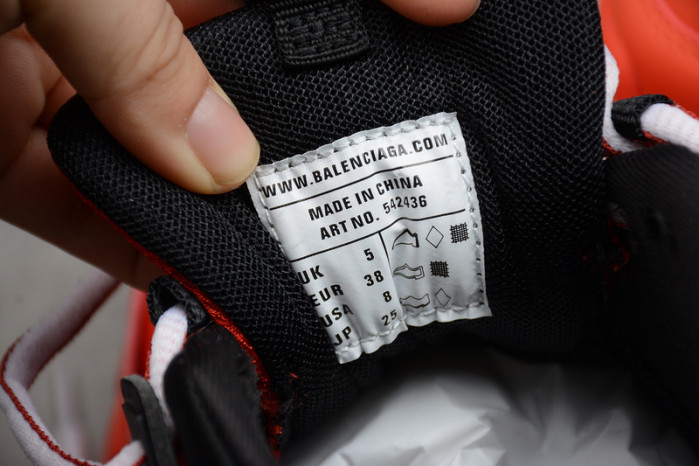 WWW.BALENCIAGA.COM
MADE IN CHINA
ART NO. 542436
UK 5
EUR 38
USA 8
JP 25